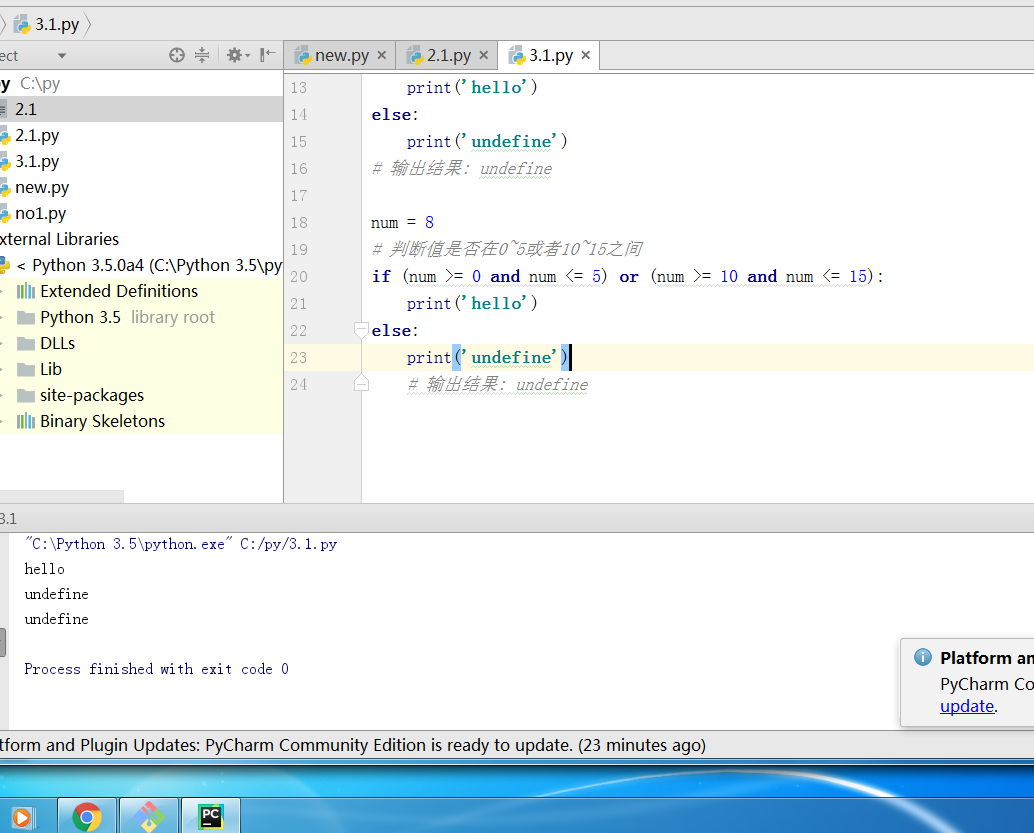 3.1.py
ect
new.py
2.1.py
3.1.py
py C:\py
2.1
2.1.py
3.1.py
new.py
no1.py
xternal Libraries
< Python 3.5.0a4 (C:\Python 3.5\py
Extended Definitions
Python 3.5 library root
DLLs
Lib
site-packages
Binary Skeletons
13 print('hello')
14 else:
15 print('undefine')
16 # 输出结果: undefine
17
18 num = 8
19 # 判断值是否在0~5或者10~15之间
20 if (num >= 0 and num <= 5) or (num >= 10 and num <= 15):
21 print('hello')
22 else:
23 print('undefine')
24 # 输出结果: undefine
3.1
"C:\Python 3.5\python.exe" C:/py/3.1.py
hello
undefine
undefine
Process finished with exit code 0
Platform an
PyCharm Co
update.
tform and Plugin Updates: PyCharm Community Edition is ready to update. (23 minutes ago)
PC